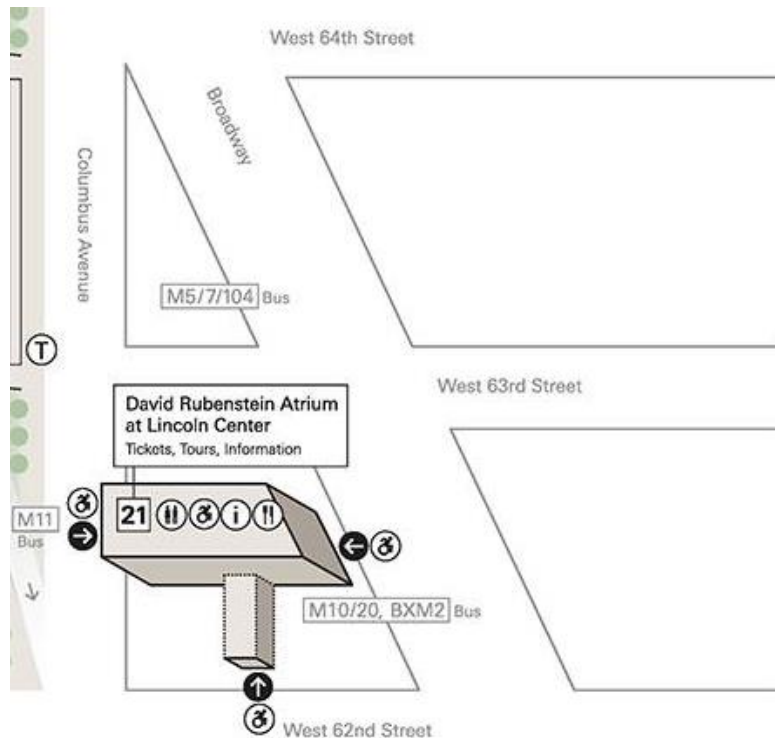 West 64th Street
Broadway
Columbus Avenue
M5/7/104 Bus
T
West 63rd Street
David Rubenstein Atrium
at Lincoln Center
Tickets, Tours, Information
21
i
M11
Bus
M10/20, BXM2 Bus
West 62nd Street